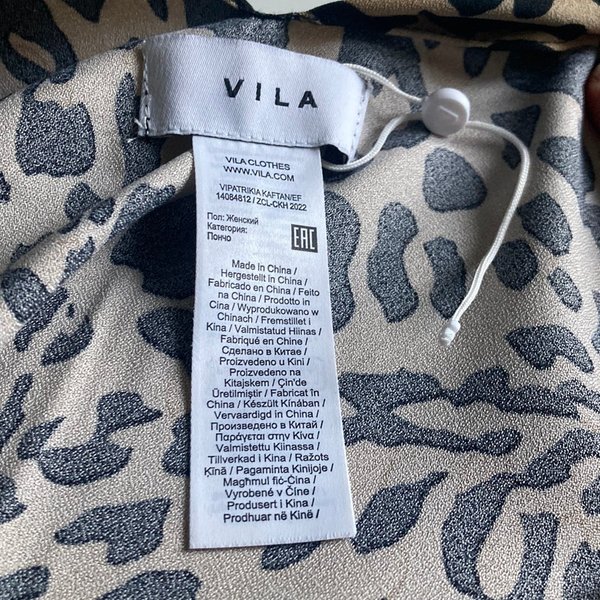 VILA
VILA CLOTHES
WWW.VILA.COM
VIPATRIKIA KAFTAN/EF
14084812 / ZCL-CKH 2022
Пол: Женский
Категория:
Пончо
EAC
Made in China /
Hergestellt in China /
Fabricado en China / Feito
na China / Prodotto in
Cina / Wyprodukowano w
Chinach / Fremstillet i
Kina / Valmistatud Hiinas /
Fabriqué en Chine /
Сделано в Китае /
Proizvedeno u Kini /
Proizvedeno na
Kitajskem / Çin'de
Üretilmiştir / Fabricat în
China / Készült Kínában /
Vervaardigd in China /
Произведено в Китай /
Παράγεται στην Κίνα /
Valmistettu Kiinassa /
Tillverkad i Kina / Ražots
Ķīnā / Pagaminta Kinijoje /
Magħmul fiċ-Ċina /
Vyrobené v Číne /
Produsert i Kina /
Prodhuar në Kinë /